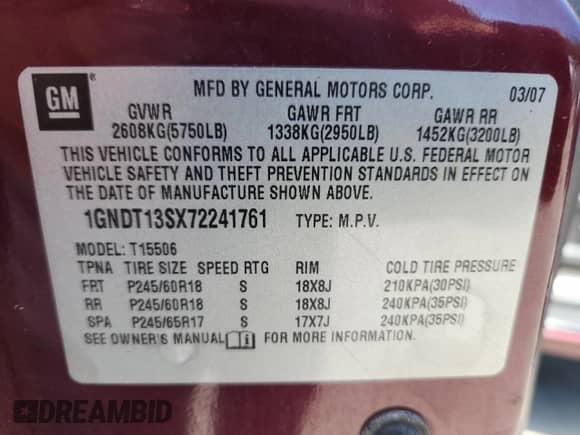 GM
MFD BY GENERAL MOTORS CORP. 03/07
GVWR GAWR FRT GAWR RR
2608KG(5750LB) 1338KG(2950LB) 1452KG(3200LB)
THIS VEHICLE CONFORMS TO ALL APPLICABLE U.S. FEDERAL MOTOR
VEHICLE SAFETY AND THEFT PREVENTION STANDARDS IN EFFECT ON
THE DATE OF MANUFACTURE SHOWN ABOVE.
1GNDT13SX72241761 TYPE: M.P.V.
MODEL: T15506
TPNA TIRE SIZE SPEED RTG RIM COLD TIRE PRESSURE
FRT P245/60R18 S 18X8J 210KPA(30PSI)
RR P245/60R18 S 18X8J 240KPA(35PSI)
SPA P245/65R17 S 17X7J 240KPA(35PSI)
SEE OWNER'S MANUAL FOR MORE INFORMATION.
DREAMBID